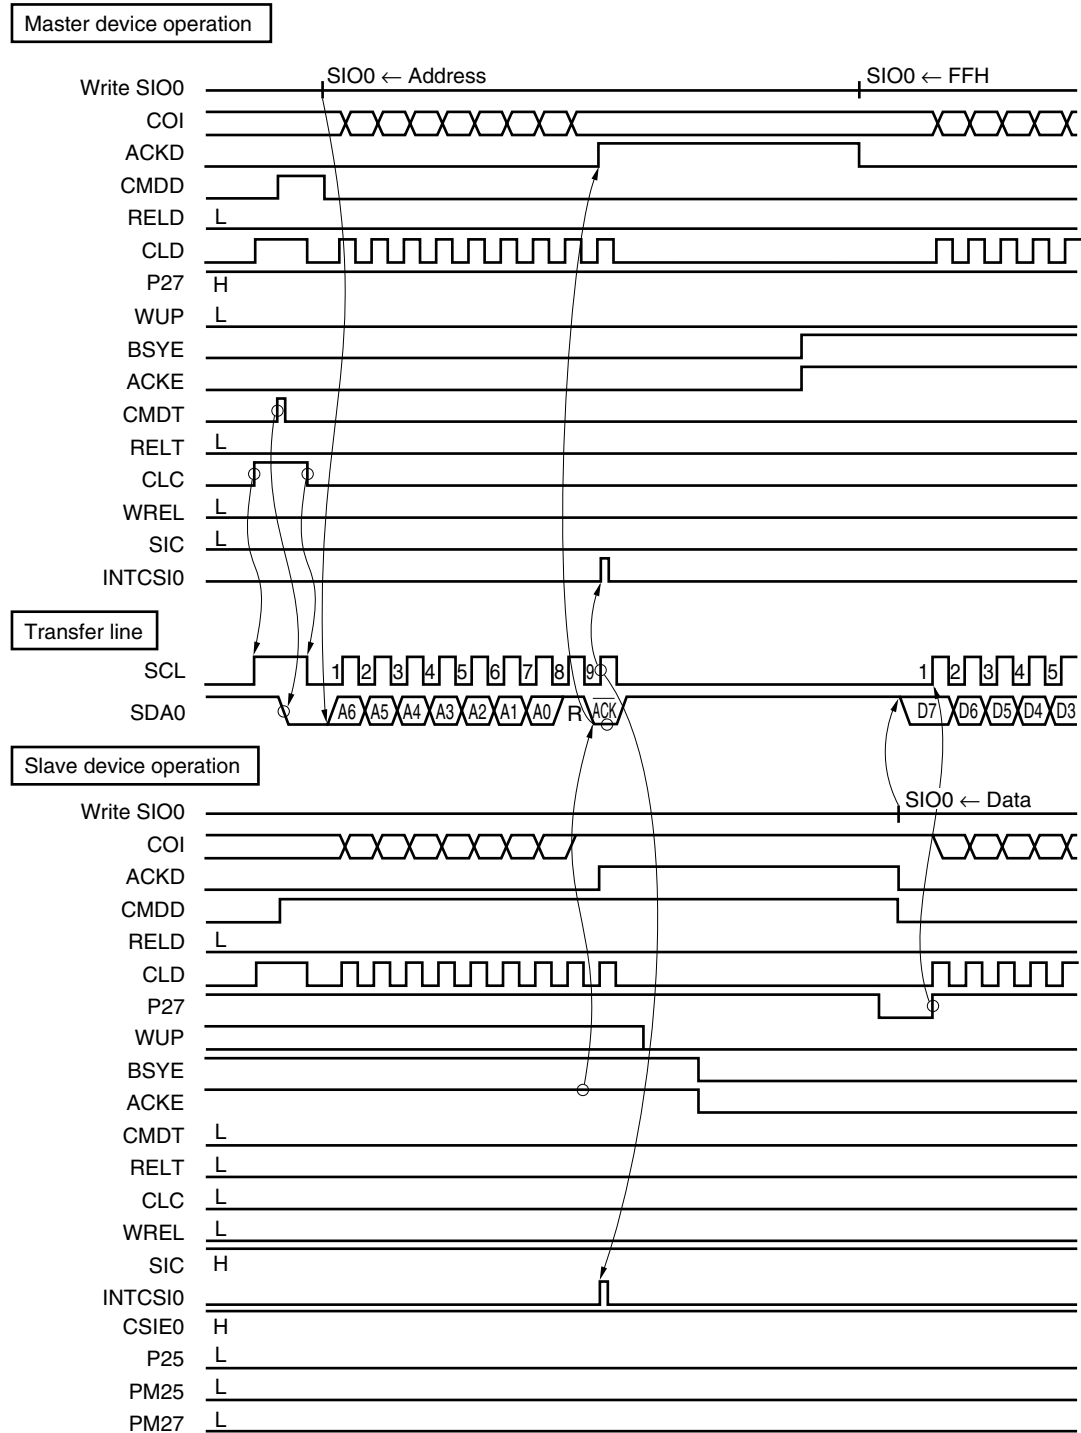 Master device operation
Write SIO0 SIO0 ← Address SIO0 ← FFH
COI
ACKD
CMDD
RELD L
CLD
P27 H
WUP L
BSYE
ACKE
CMDT
RELT L
CLC
WREL L
SIC L
INTCSI0
Transfer line
SCL 1 2 3 4 5 6 7 8 9 1 2 3 4 5
SDA0 A6 A5 A4 A3 A2 A1 A0 R ACK D7 D6 D5 D4 D3
Slave device operation
Write SIO0 SIO0 ← Data
COI
ACKD
CMDD
RELD L
CLD
P27
WUP
BSYE
ACKE
CMDT L
RELT L
CLC L
WREL L
SIC H
INTCSI0
CSIE0 H
P25 L
PM25 L
PM27 L